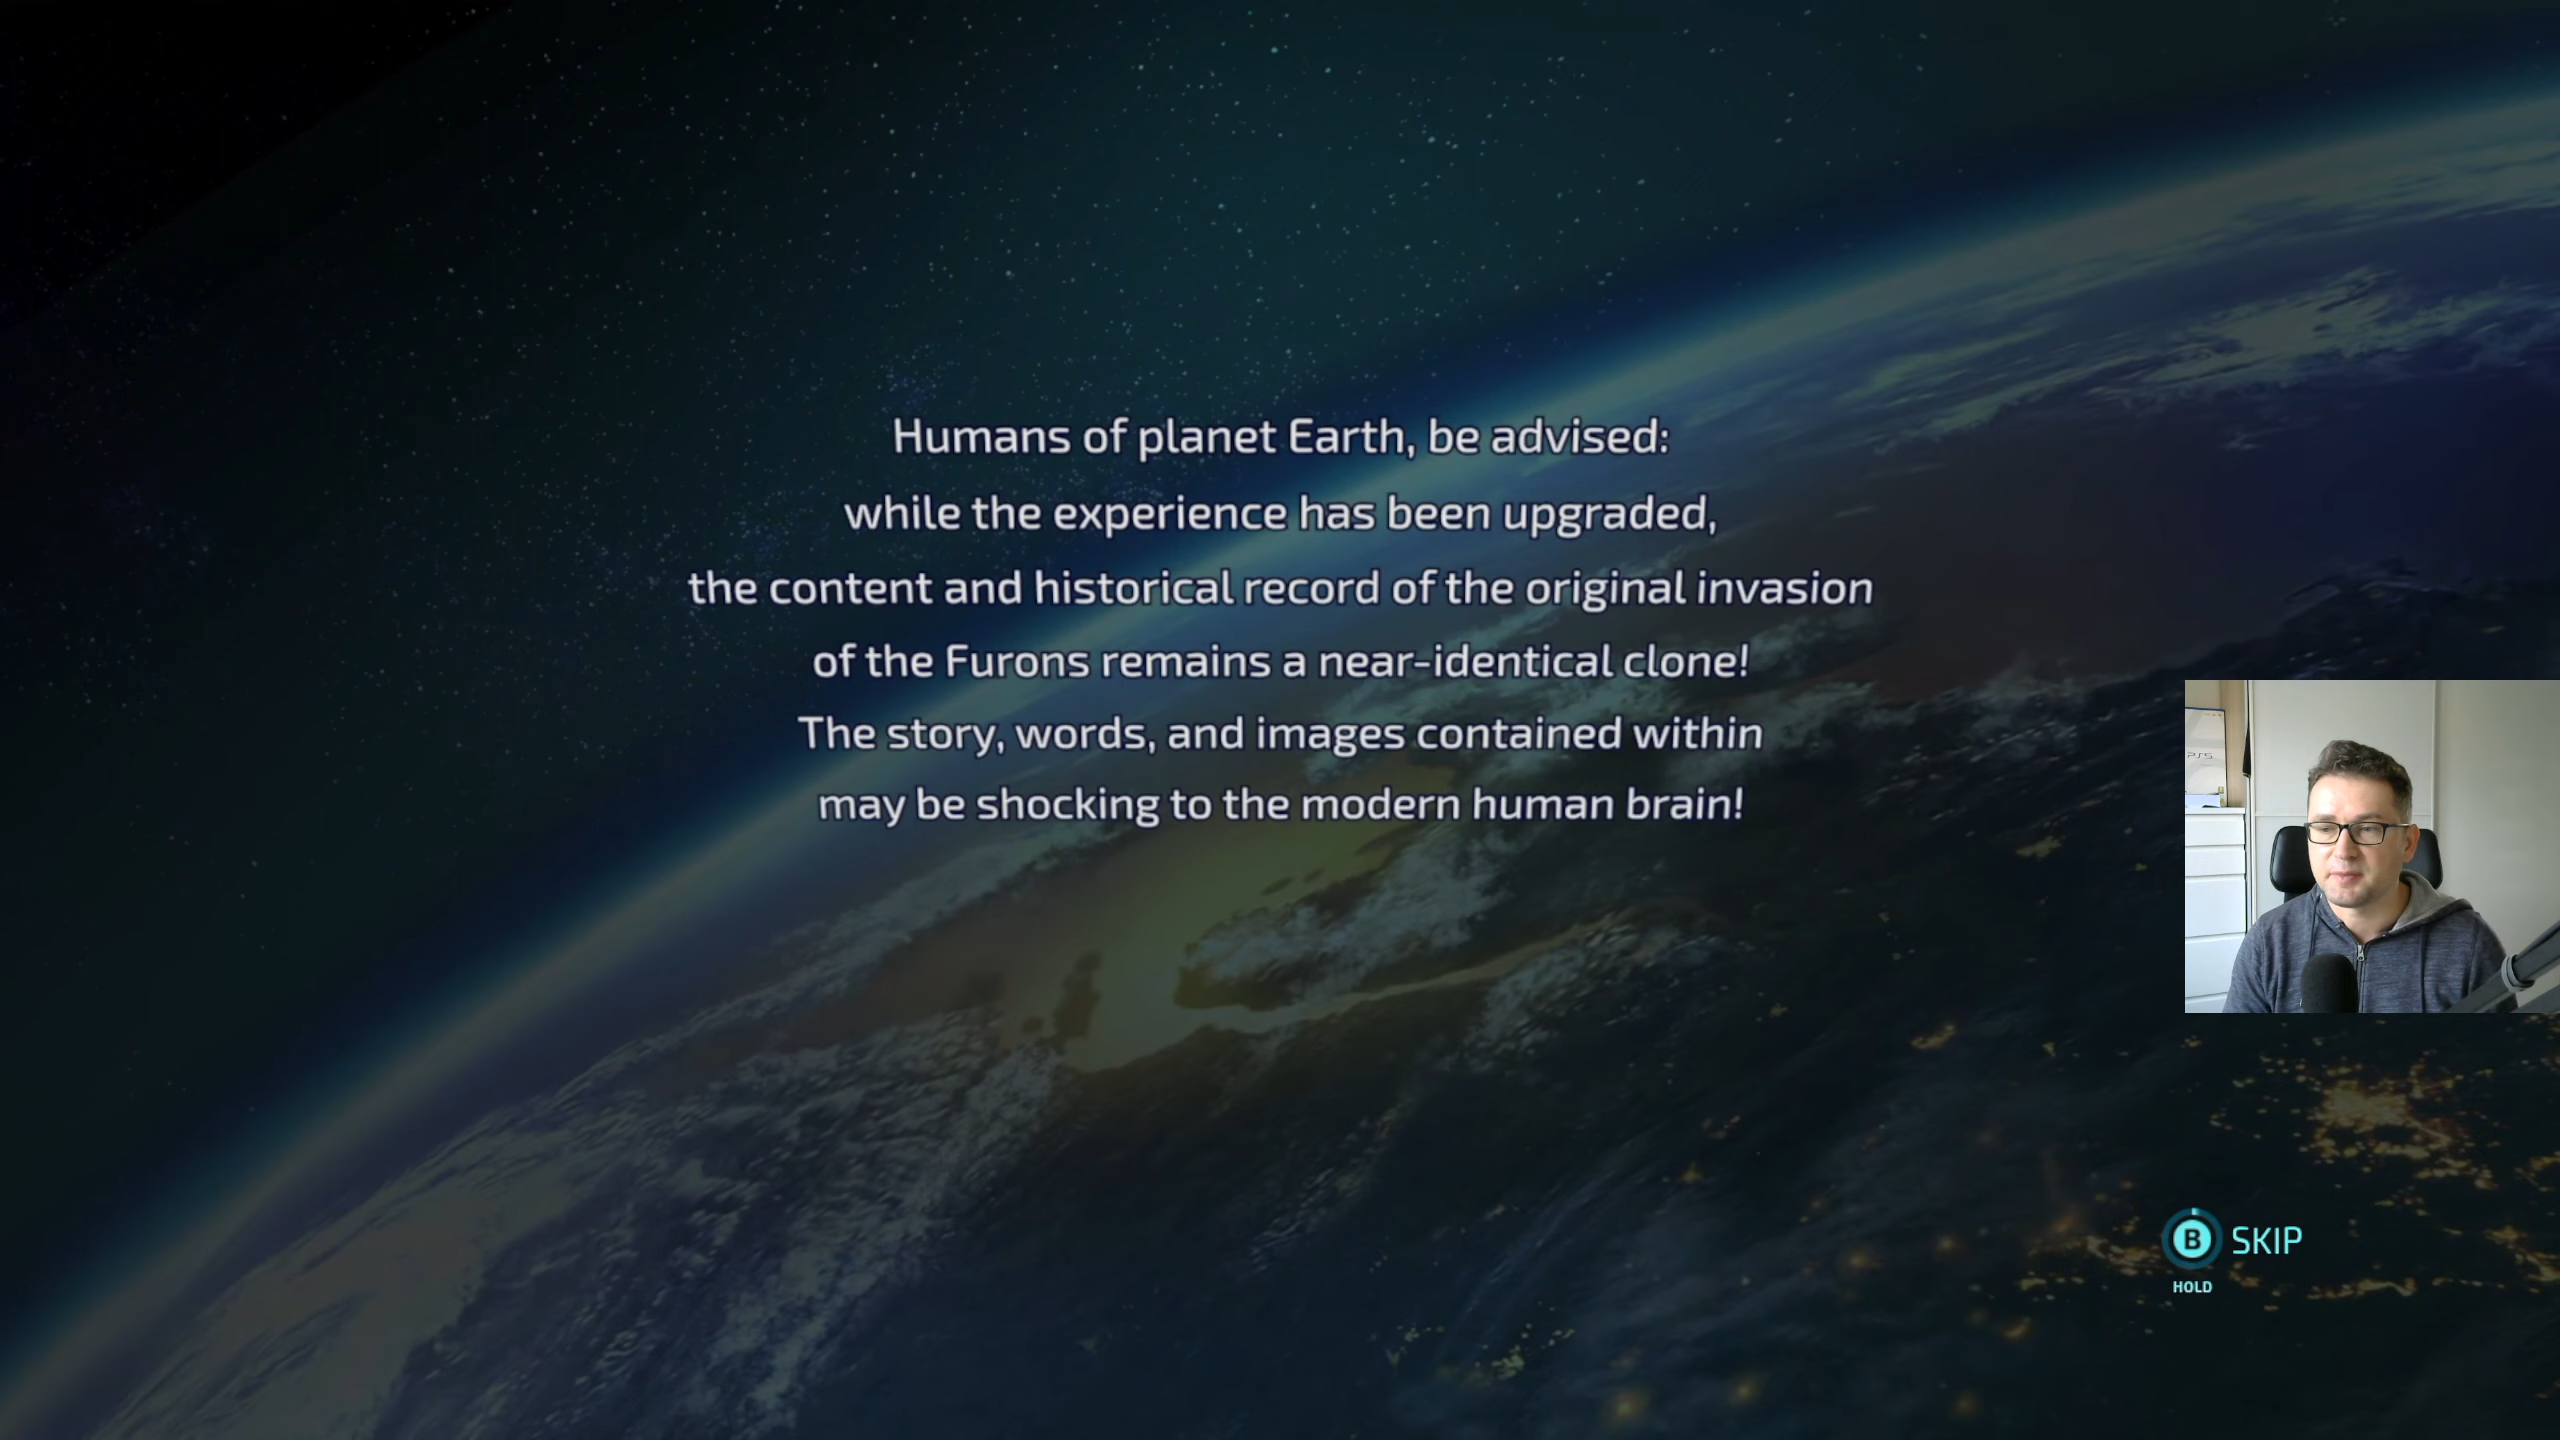 Humans of planet Earth, be advised:
while the experience has been upgraded,
the content and historical record of the original invasion
of the Furons remains a near-identical clone!
The story, words, and images contained within
may be shocking to the modern human brain!
PS5
B SKIP
HOLD